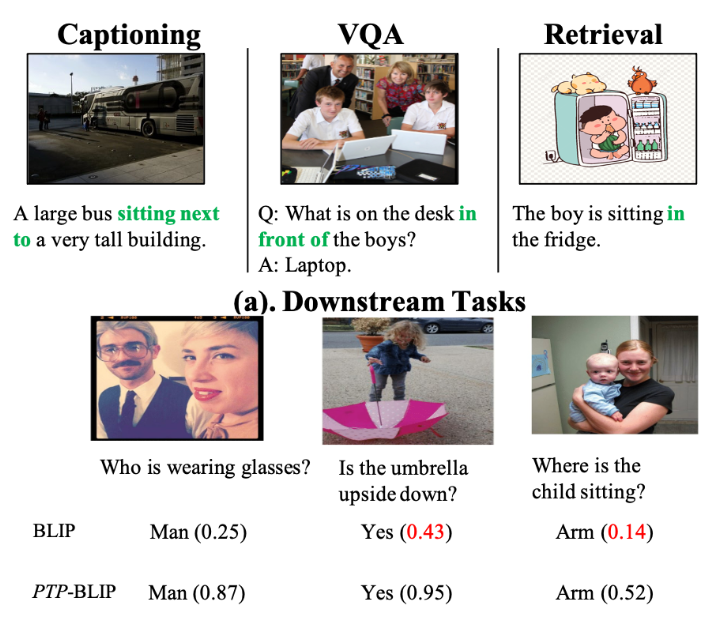 Captioning
VQA
Retrieval
A large bus sitting next
to a very tall building.
Q: What is on the desk in
front of the boys?
A: Laptop.
The boy is sitting in
the fridge.
(a). Downstream Tasks
Who is wearing glasses?
Is the umbrella
upside down?
Where is the
child sitting?
BLIP
Man (0.25)
Yes (0.43)
Arm (0.14)
PTP-BLIP
Man (0.87)
Yes (0.95)
Arm (0.52)